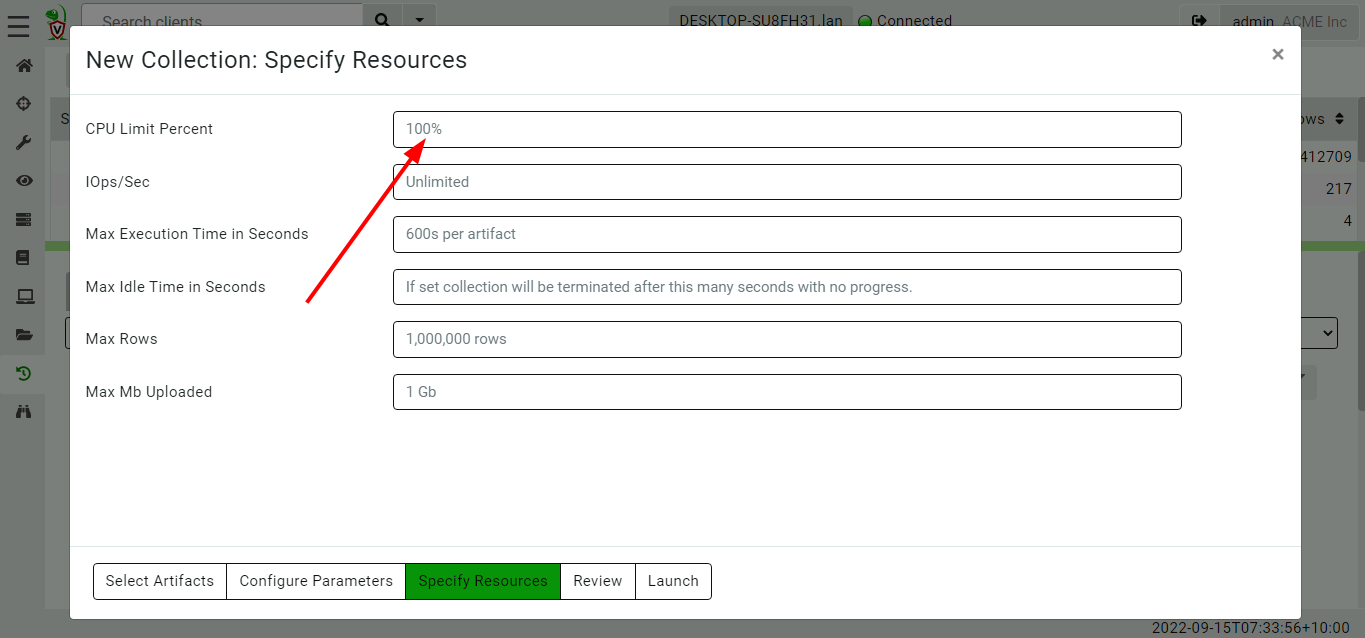 Search clients
DESKTOP-SU8FH31.lan Connected
admin ACME Inc
New Collection: Specify Resources
×
CPU Limit Percent
100%
IOps/Sec
Unlimited
Max Execution Time in Seconds
600s per artifact
Max Idle Time in Seconds
If set collection will be terminated after this many seconds with no progress.
Max Rows
1,000,000 rows
Max Mb Uploaded
1 Gb
412709
217
4
Select Artifacts Configure Parameters Specify Resources Review Launch
2022-09-15T07:33:56+10:00